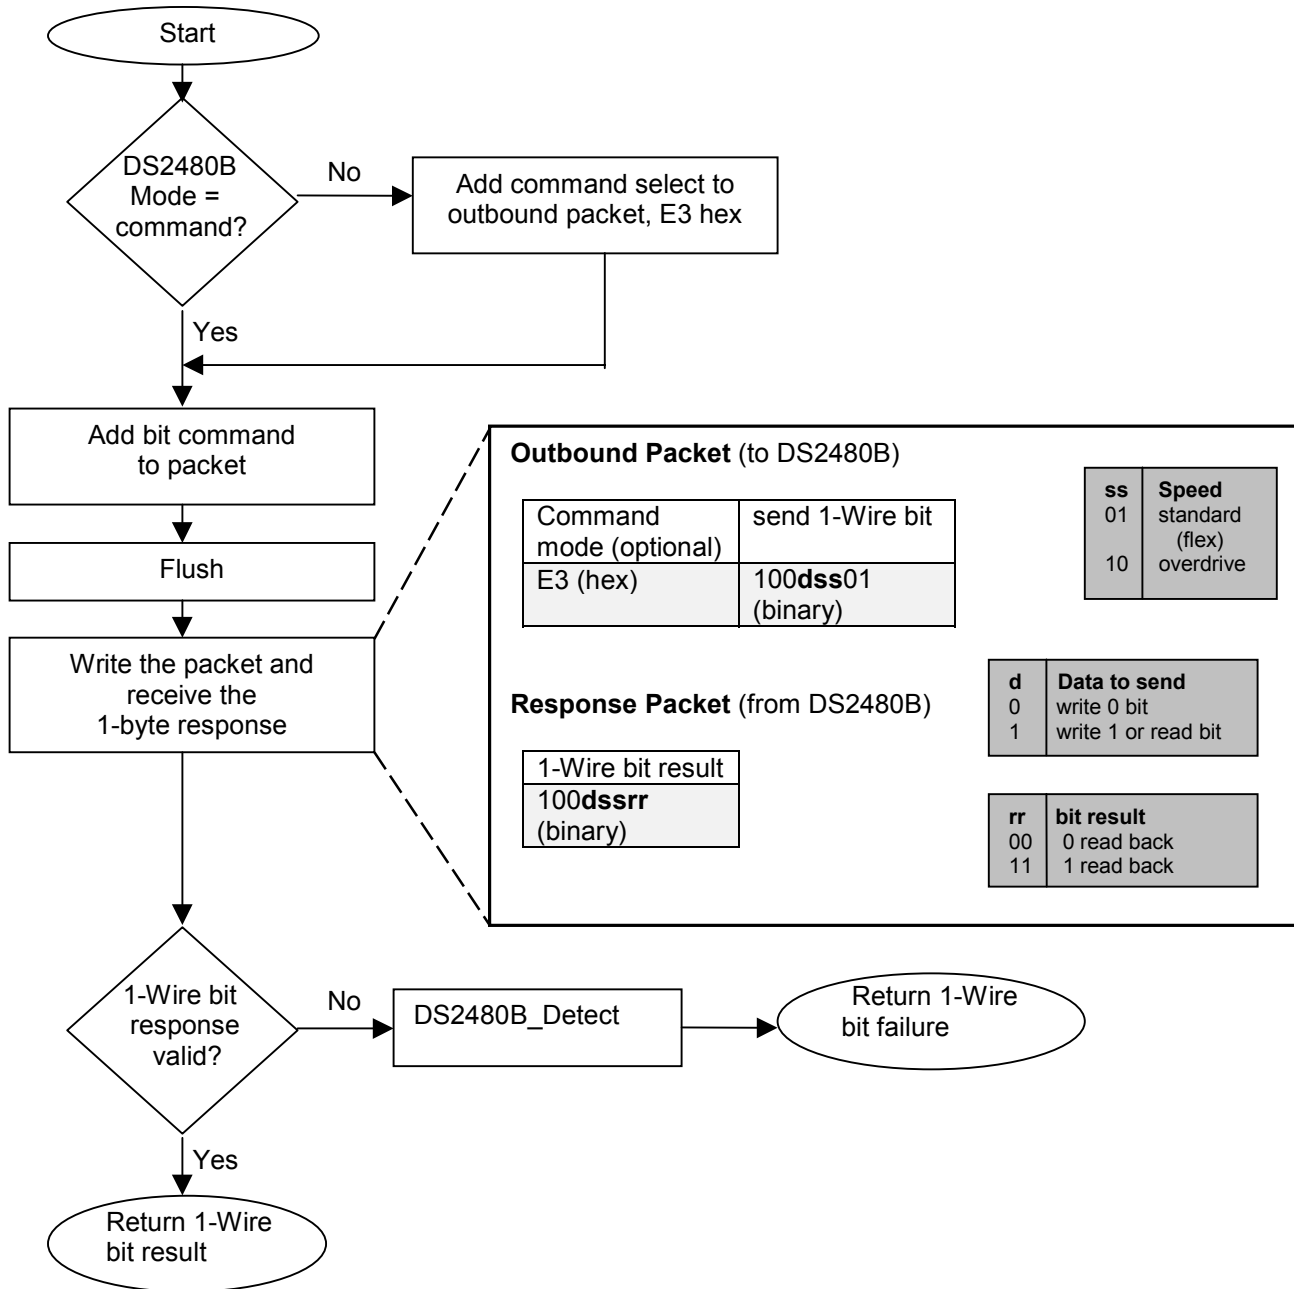 Start
DS2480B
Mode =
command?
No
Add command select to
outbound packet, E3 hex
Yes
Add bit command
to packet
Flush
Write the packet and
receive the
1-byte response
Outbound Packet (to DS2480B)
Command
mode (optional)
send 1-Wire bit
E3 (hex)
100dss01
(binary)
ss Speed
01 standard
(flex)
10 overdrive
Response Packet (from DS2480B)
1-Wire bit result
100dssrr
(binary)
d Data to send
0 write 0 bit
1 write 1 or read bit
rr bit result
00 0 read back
11 1 read back
1-Wire bit
response
valid?
No
DS2480B_Detect
Return 1-Wire
bit failure
Yes
Return 1-Wire
bit result